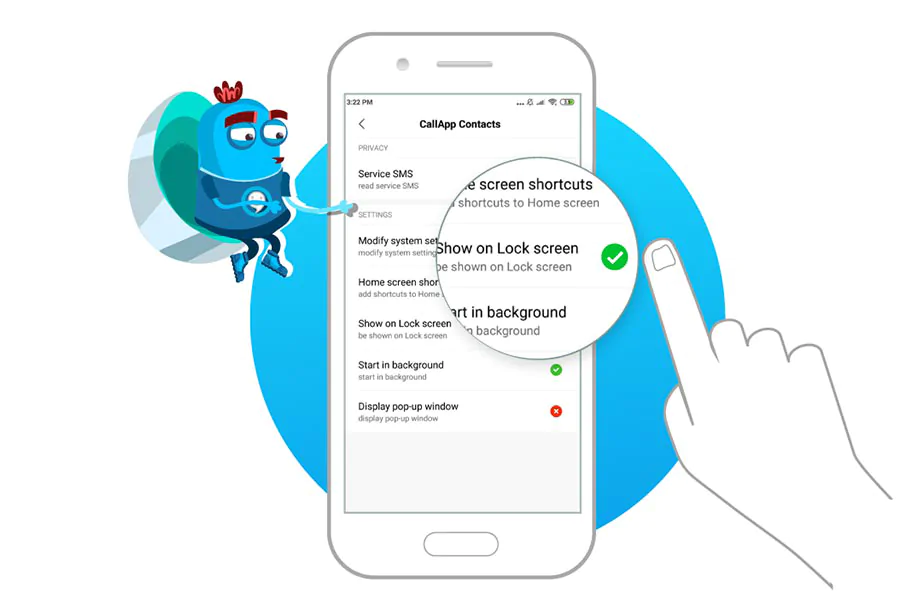 3:22 PM
CallApp Contacts
PRIVACY
Service SMS
read service SMS
SETTINGS
Modify system set
modify system setting
Home screen shor
add shortcuts to Home s
Show on Lock screen
be shown on Lock screen
Start in background
start in background
Display pop-up window
display pop-up window
e screen shortcuts
shortcuts to Home screen
Show on Lock screen
be shown on Lock screen
art in background
in background